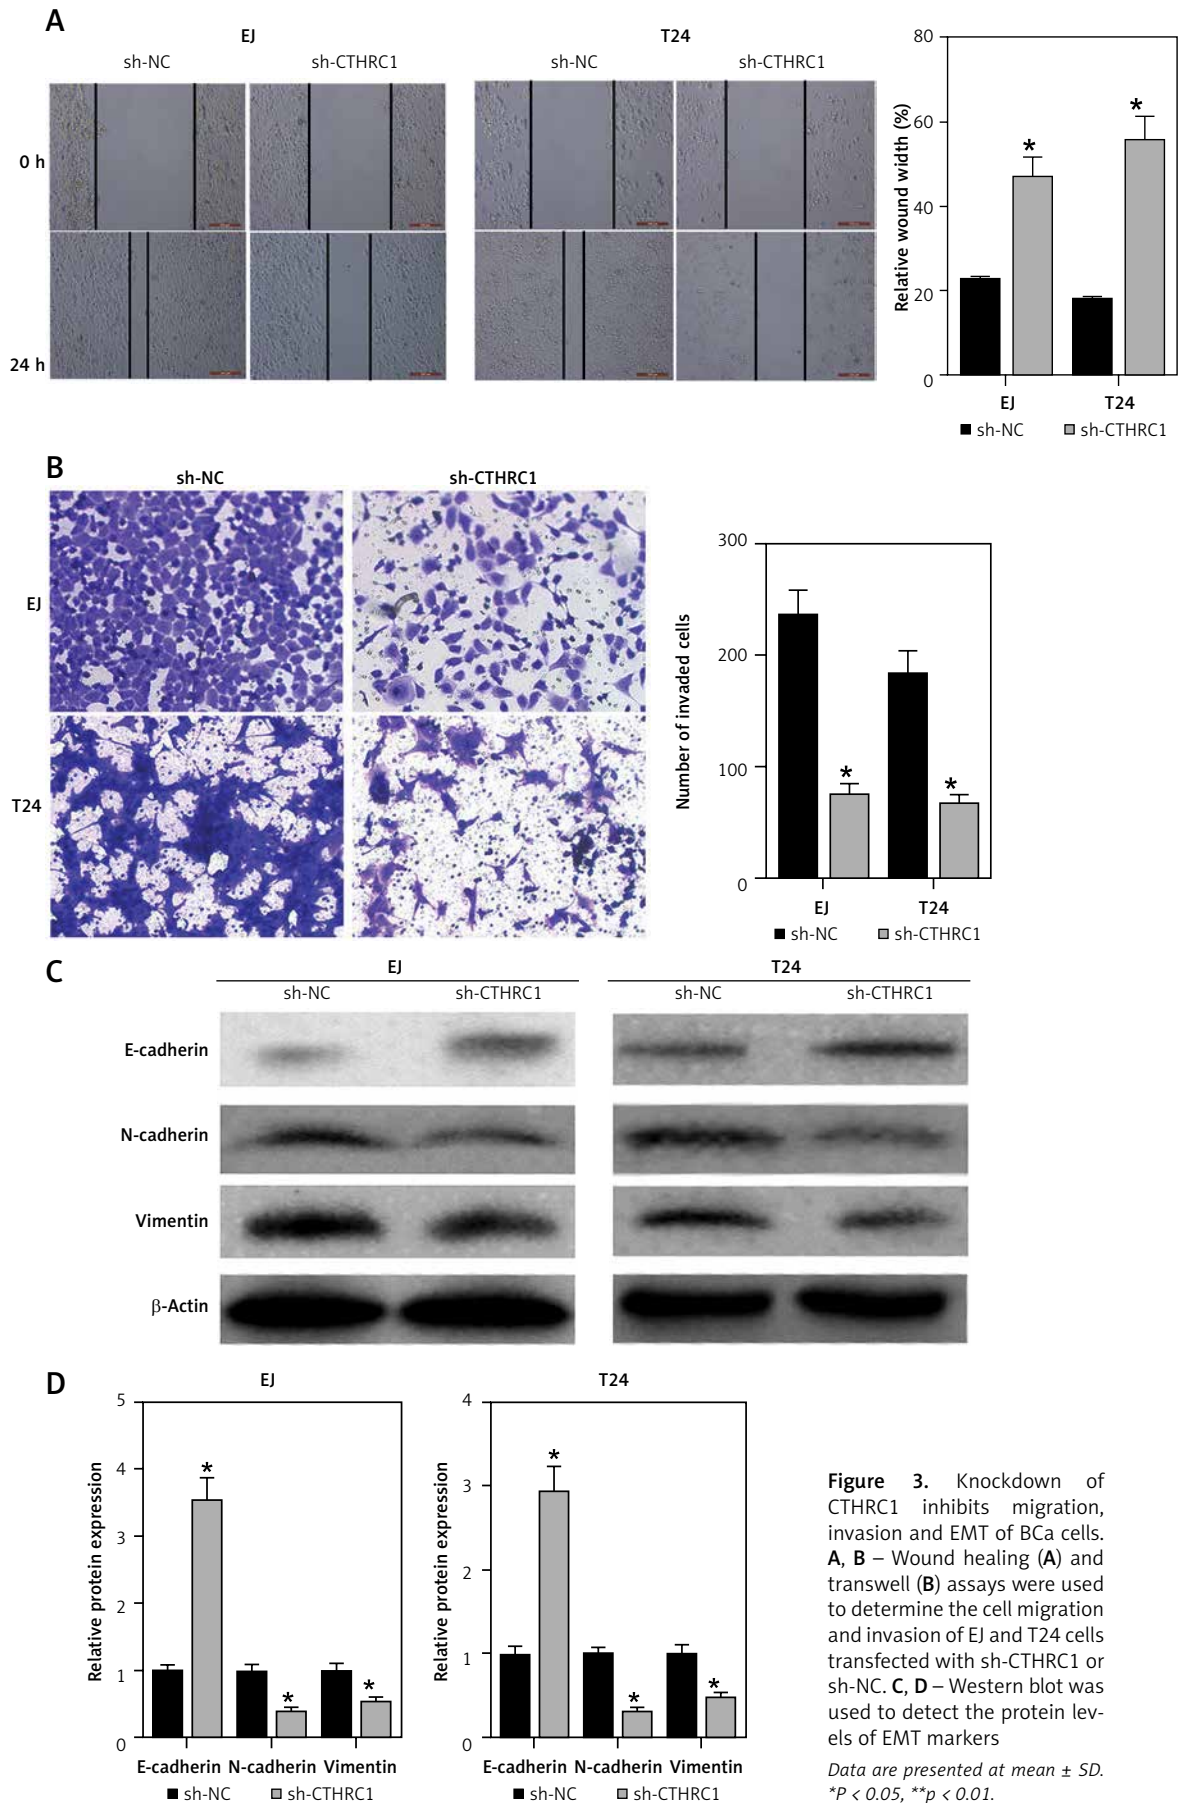 A
EJ
T24
sh-NC
sh-CTHRC1
sh-NC
sh-CTHRC1
0 h
24 h
80
60
40
20
0
Relative wound width (%)
EJ
T24
sh-NC
sh-CTHRC1
B
sh-NC
sh-CTHRC1
EJ
T24
300
200
100
0
Number of invaded cells
*
*
*
*
EJ
T24
sh-NC
sh-CTHRC1
C
EJ
T24
sh-NC
sh-CTHRC1
sh-NC
sh-CTHRC1
E-cadherin
N-cadherin
Vimentin
β-Actin
D
EJ
5
4
3
2
1
0
Relative protein expression
*
*
*
E-cadherin N-cadherin Vimentin
sh-NC
sh-CTHRC1
T24
4
3
2
1
0
Relative protein expression
*
*
*
E-cadherin N-cadherin Vimentin
sh-NC
sh-CTHRC1
Figure 3. Knockdown of
CTHRC1 inhibits migration,
invasion and EMT of BCa cells.
A, B – Wound healing (A) and
transwell (B) assays were used
to determine the cell migration
and invasion of EJ and T24 cells
transfected with sh-CTHRC1 or
sh-NC. C, D – Western blot was
used to detect the protein lev-
els of EMT markers
Data are presented at mean ± SD.
*P < 0.05, **p < 0.01.